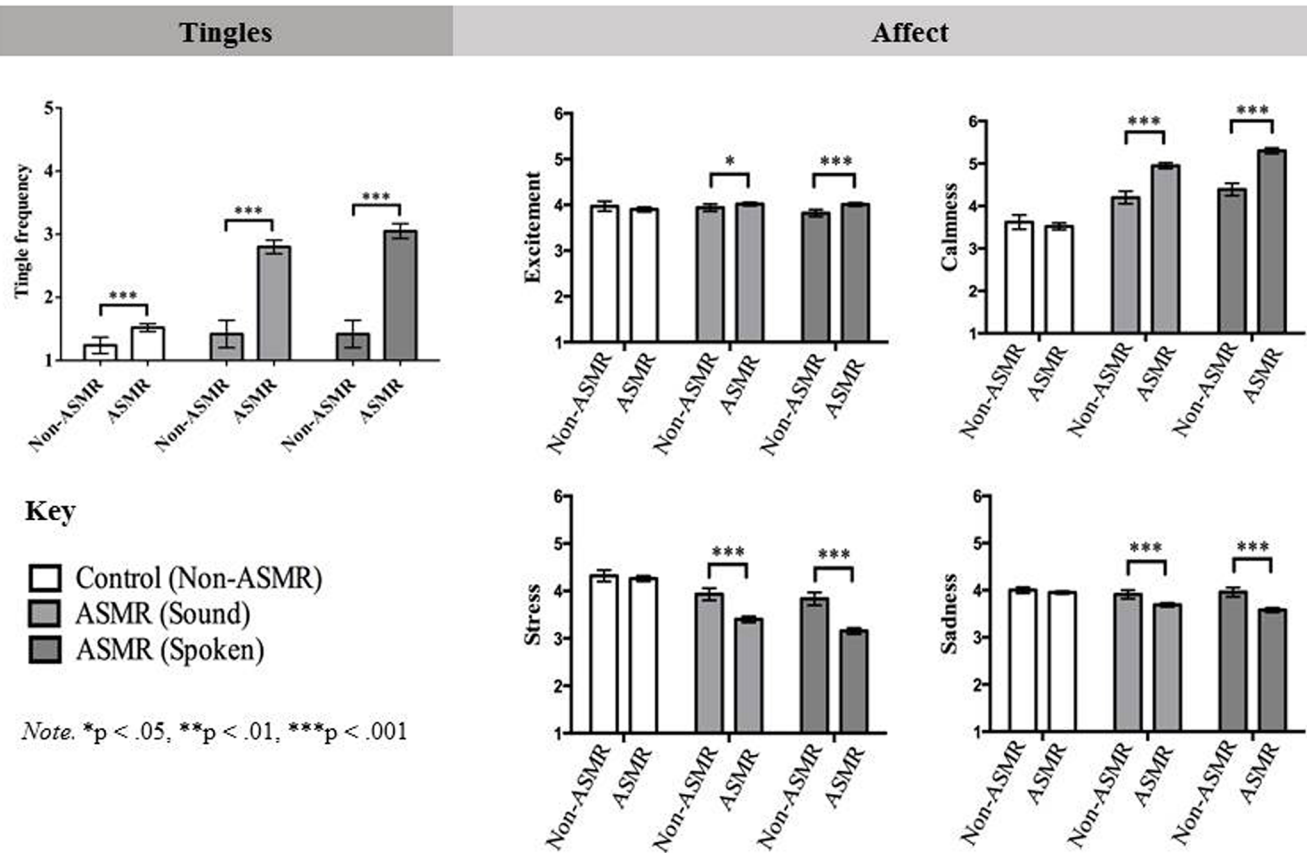 Tingles
Affect
5
4
3
2
1
Tingle frequency
***
***
***
Non-ASMR
ASMR
Non-ASMR
ASMR
Non-ASMR
ASMR
6
5
4
3
2
1
Excitement
*
***
Non-ASMR
ASMR
Non-ASMR
ASMR
Non-ASMR
ASMR
6
5
4
3
2
1
Calmness
***
***
Non-ASMR
ASMR
Non-ASMR
ASMR
Non-ASMR
ASMR
Key
Control (Non-ASMR)
ASMR (Sound)
ASMR (Spoken)
Note. *p < .05, **p < .01, ***p < .001
6
5
4
3
2
1
Stress
***
***
Non-ASMR
ASMR
Non-ASMR
ASMR
Non-ASMR
ASMR
6
5
4
3
2
1
Sadness
***
***
Non-ASMR
ASMR
Non-ASMR
ASMR
Non-ASMR
ASMR